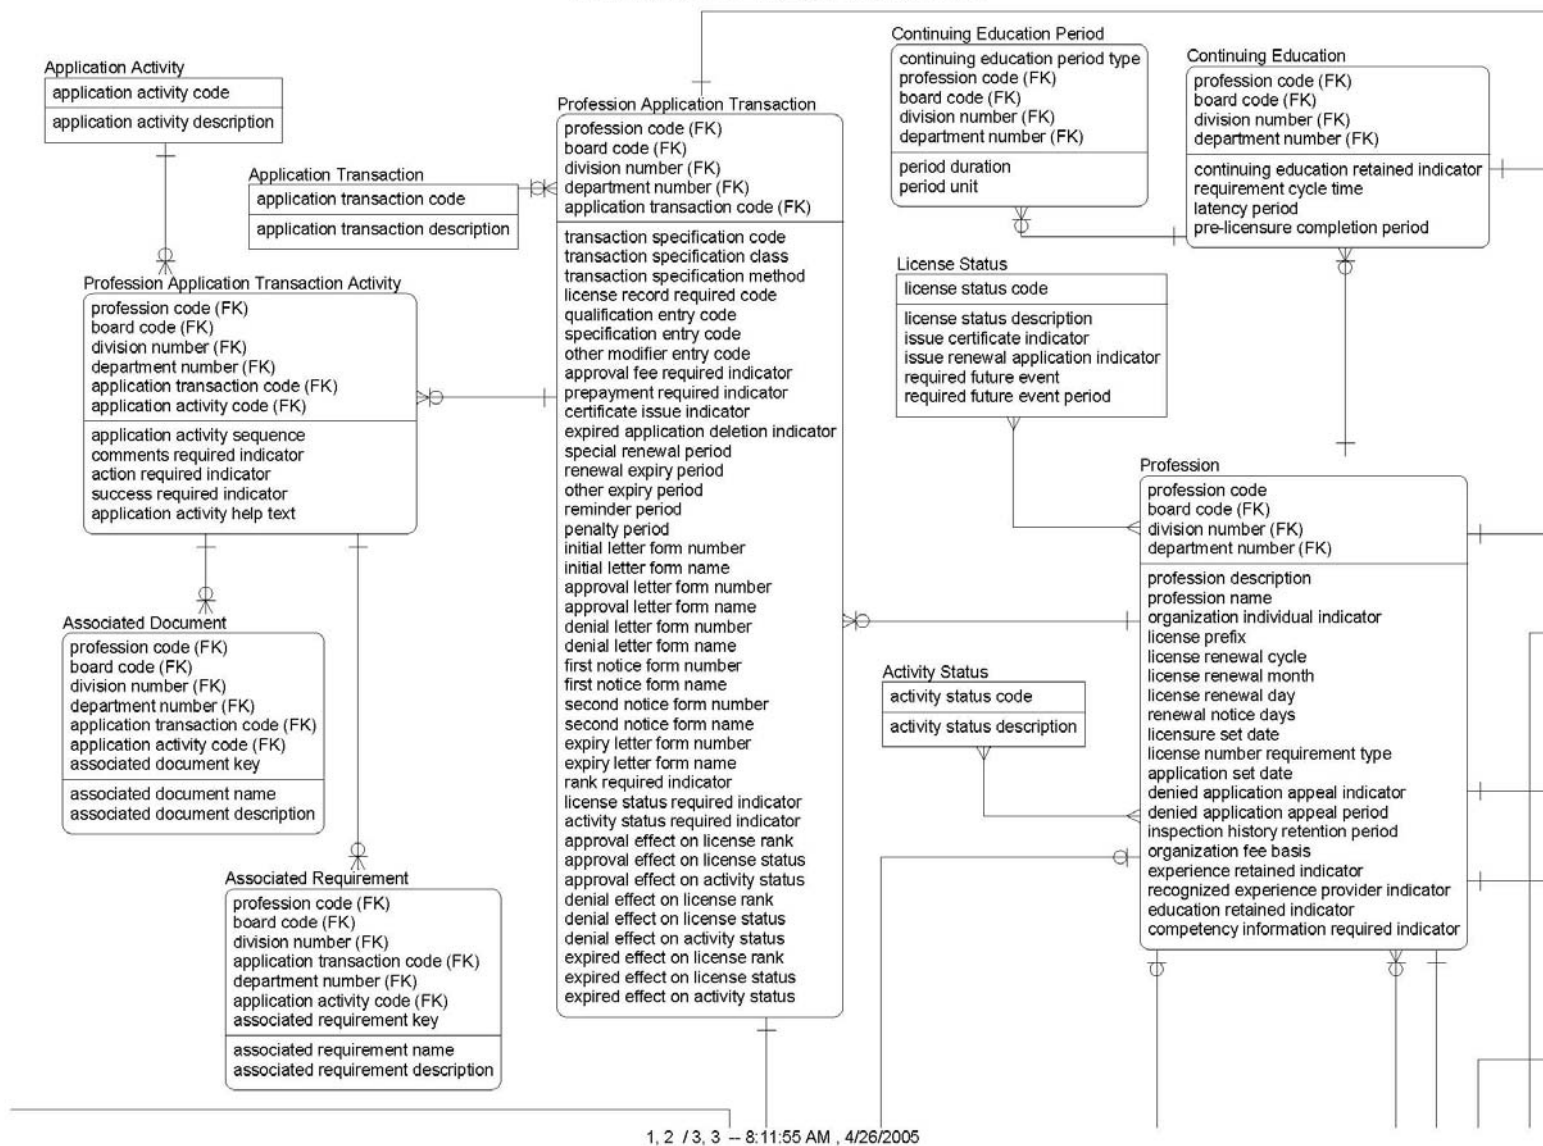 Application Activity
application activity code
application activity description
Application Transaction
application transaction code
application transaction description
Profession Application Transaction Activity
profession code (FK)
board code (FK)
division number (FK)
department number (FK)
application transaction code (FK)
application activity code (FK)
application activity sequence
comments required indicator
action required indicator
success required indicator
application activity help text
Associated Document
profession code (FK)
board code (FK)
division number (FK)
department number (FK)
application transaction code (FK)
application activity code (FK)
associated document key
associated document name
associated document description
Associated Requirement
profession code (FK)
board code (FK)
division number (FK)
application transaction code (FK)
department number (FK)
application activity code (FK)
associated requirement key
associated requirement name
associated requirement description
Profession Application Transaction
profession code (FK)
board code (FK)
division number (FK)
department number (FK)
application transaction code (FK)
transaction specification code
transaction specification class
transaction specification method
license record required code
qualification entry code
specification entry code
other modifier entry code
approval fee required indicator
prepayment required indicator
certificate issue indicator
expired application deletion indicator
special renewal period
renewal expiry period
other expiry period
reminder period
penalty period
initial letter form number
initial letter form name
approval letter form number
approval letter form name
denial letter form number
denial letter form name
first notice form number
first notice form name
second notice form number
second notice form name
expiry letter form number
expiry letter form name
rank required indicator
license status required indicator
activity status required indicator
approval effect on license rank
approval effect on license status
approval effect on activity status
denial effect on license rank
denial effect on license status
denial effect on activity status
expired effect on license rank
expired effect on license status
expired effect on activity status
Continuing Education Period
continuing education period type
profession code (FK)
board code (FK)
division number (FK)
department number (FK)
period duration
period unit
Continuing Education
profession code (FK)
board code (FK)
division number (FK)
department number (FK)
continuing education retained indicator
requirement cycle time
latency period
pre-licensure completion period
License Status
license status code
license status description
issue certificate indicator
issue renewal application indicator
required future event
required future event period
Activity Status
activity status code
activity status description
Profession
profession code
board code (FK)
division number (FK)
department number (FK)
profession description
profession name
organization individual indicator
license prefix
license renewal cycle
license renewal month
license renewal day
renewal notice days
licensure set date
license number requirement type
application set date
denied application appeal indicator
denied application appeal period
inspection history retention period
organization fee basis
experience retained indicator
recognized experience provider indicator
education retained indicator
competency information required indicator
1, 2 / 3, 3 -- 8:11:55 AM , 4/26/2005